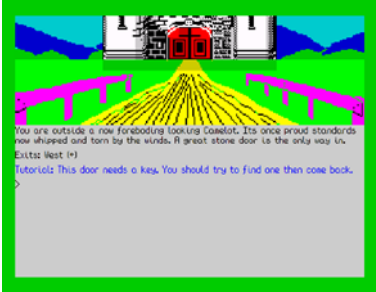 You are outside a now foreboding looking Camelot. Its once proud standards
now whipped and torn by the winds. A great stone door is the only way in.
Exits: West (*)
Tutorial: This door needs a key. You should try to find one then come back.
>